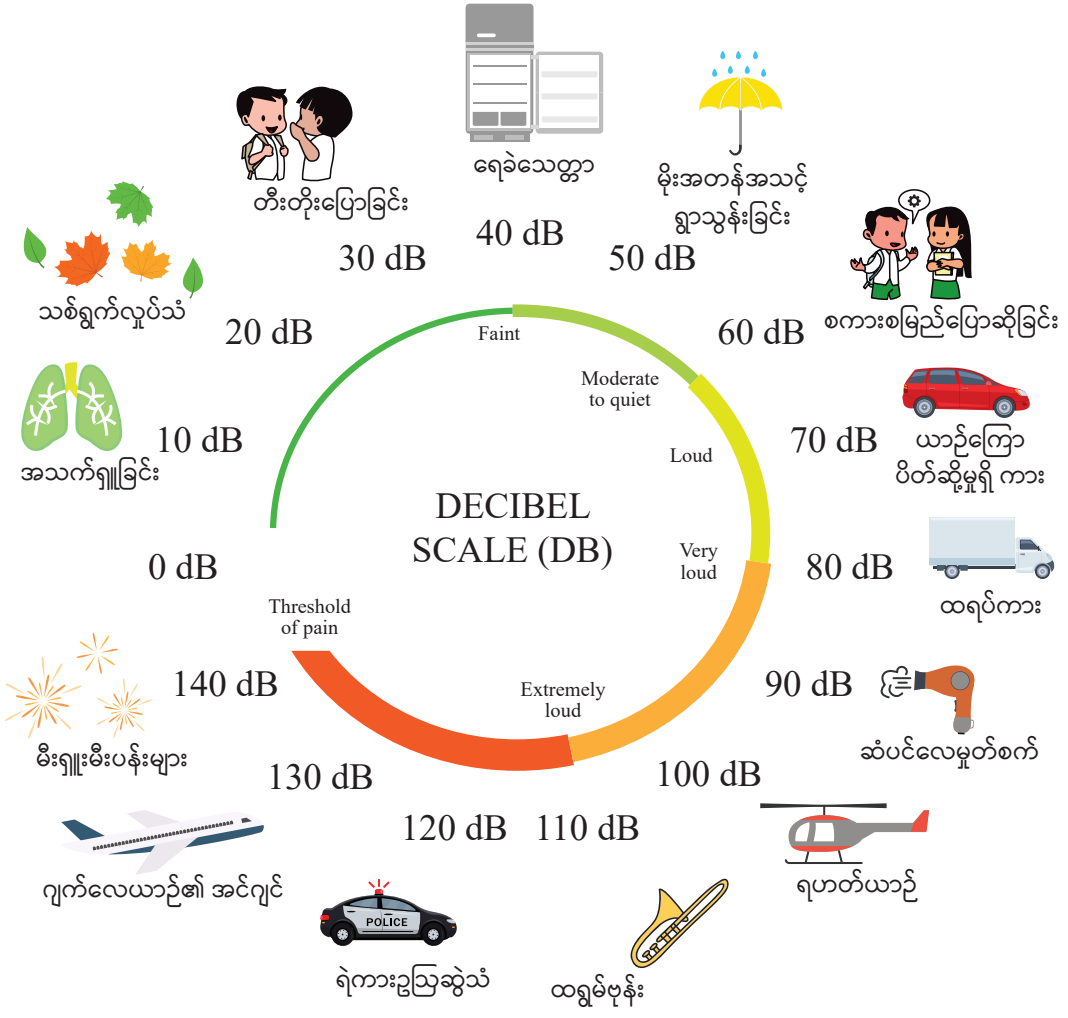 ရေခဲသေတ္တာ
40 dB
မိုးအတန်အသင့်
ရွာသွန်းခြင်း
50 dB
တီးတိုးပြောခြင်း
30 dB
သစ်ရွက်လှုပ်သံ
20 dB
60 dB
စကားစမြည်ပြောဆိုခြင်း
Faint
Moderate
to quiet
အသက်ရှူခြင်း
10 dB
70 dB
ယာဉ်ကြော
ပိတ်ဆို့မှုရှိ ကား
Loud
DECIBEL
SCALE (DB)
0 dB
Very
loud
80 dB
ထရပ်ကား
Threshold
of pain
140 dB
မီးရှူးမီးပန်းများ
Extremely
loud
90 dB
ဆံပင်လေမှုတ်စက်
130 dB
ဂျက်လေယာဉ်၏ အင်ဂျင်
120 dB
110 dB
100 dB
ရဟတ်ယာဉ်
POLICE
ရဲကားဥဩဆွဲသံ
ထရွမ်ဗုန်း